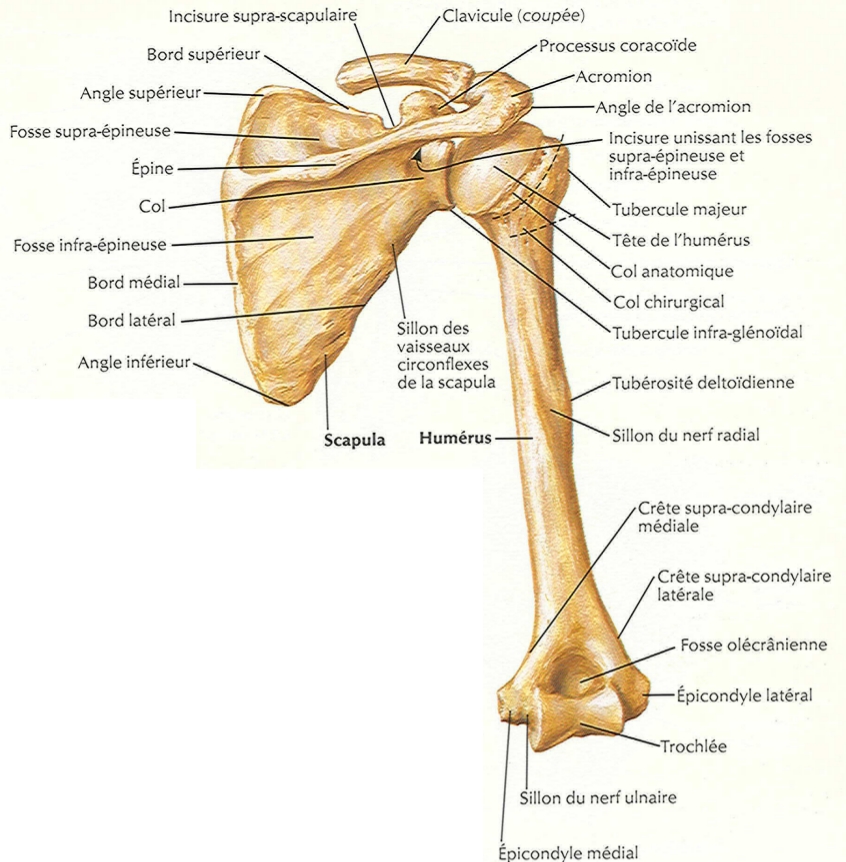 Incisure supra-scapulaire
Clavicule (coupée)
Bord supérieur
Processus coracoïde
Angle supérieur
Acromion
Angle de l'acromion
Fosse supra-épineuse
Incisure unissant les fosses
supra-épineuse et
infra-épineuse
Épine
Col
Tubercule majeur
Tête de l'humérus
Fosse infra-épineuse
Col anatomique
Bord médial
Col chirurgical
Bord latéral
Sillon des
vaisseaux
circonflexes
de la scapula
Tubercule infra-glénoïdal
Angle inférieur
Tubérosité deltoïdienne
Scapula
Humérus
Sillon du nerf radial
Crête supra-condylaire
médiale
Crête supra-condylaire
latérale
Fosse olécrânienne
Épicondyle latéral
Trochlée
Sillon du nerf ulnaire
Épicondyle médial